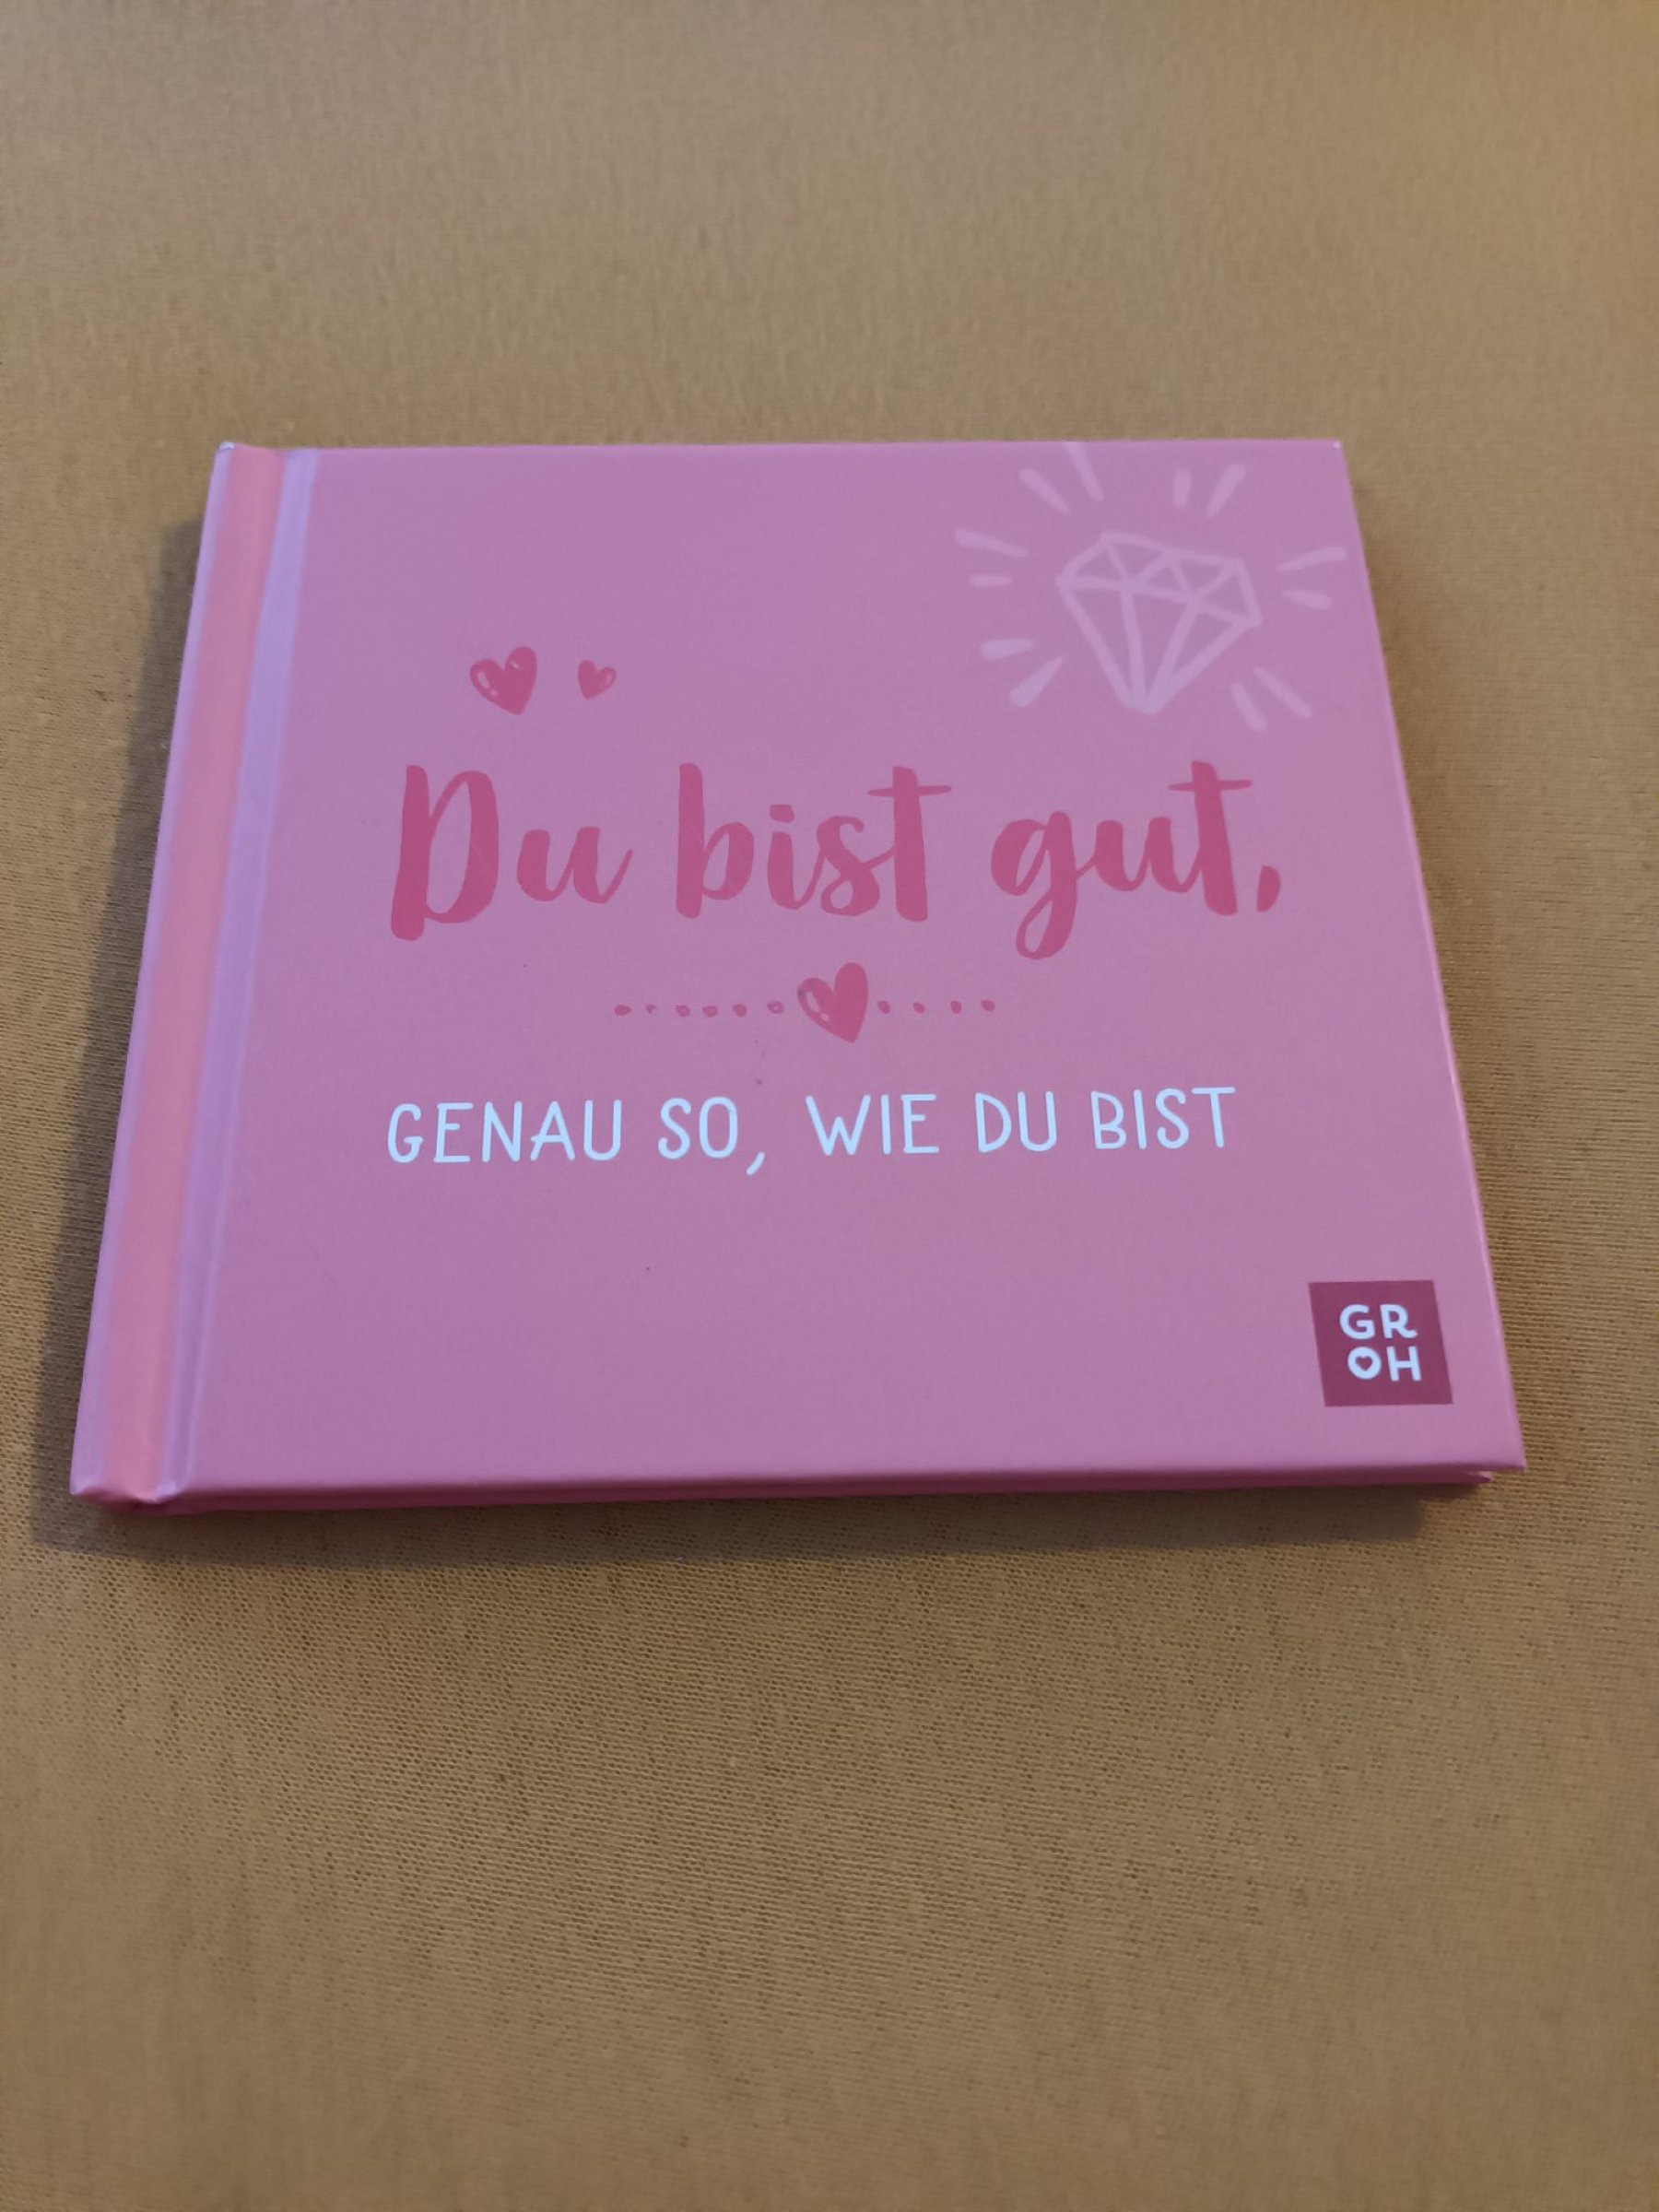 Du bist gut,
GENAU SO, WIE DU BIST
GR
OH